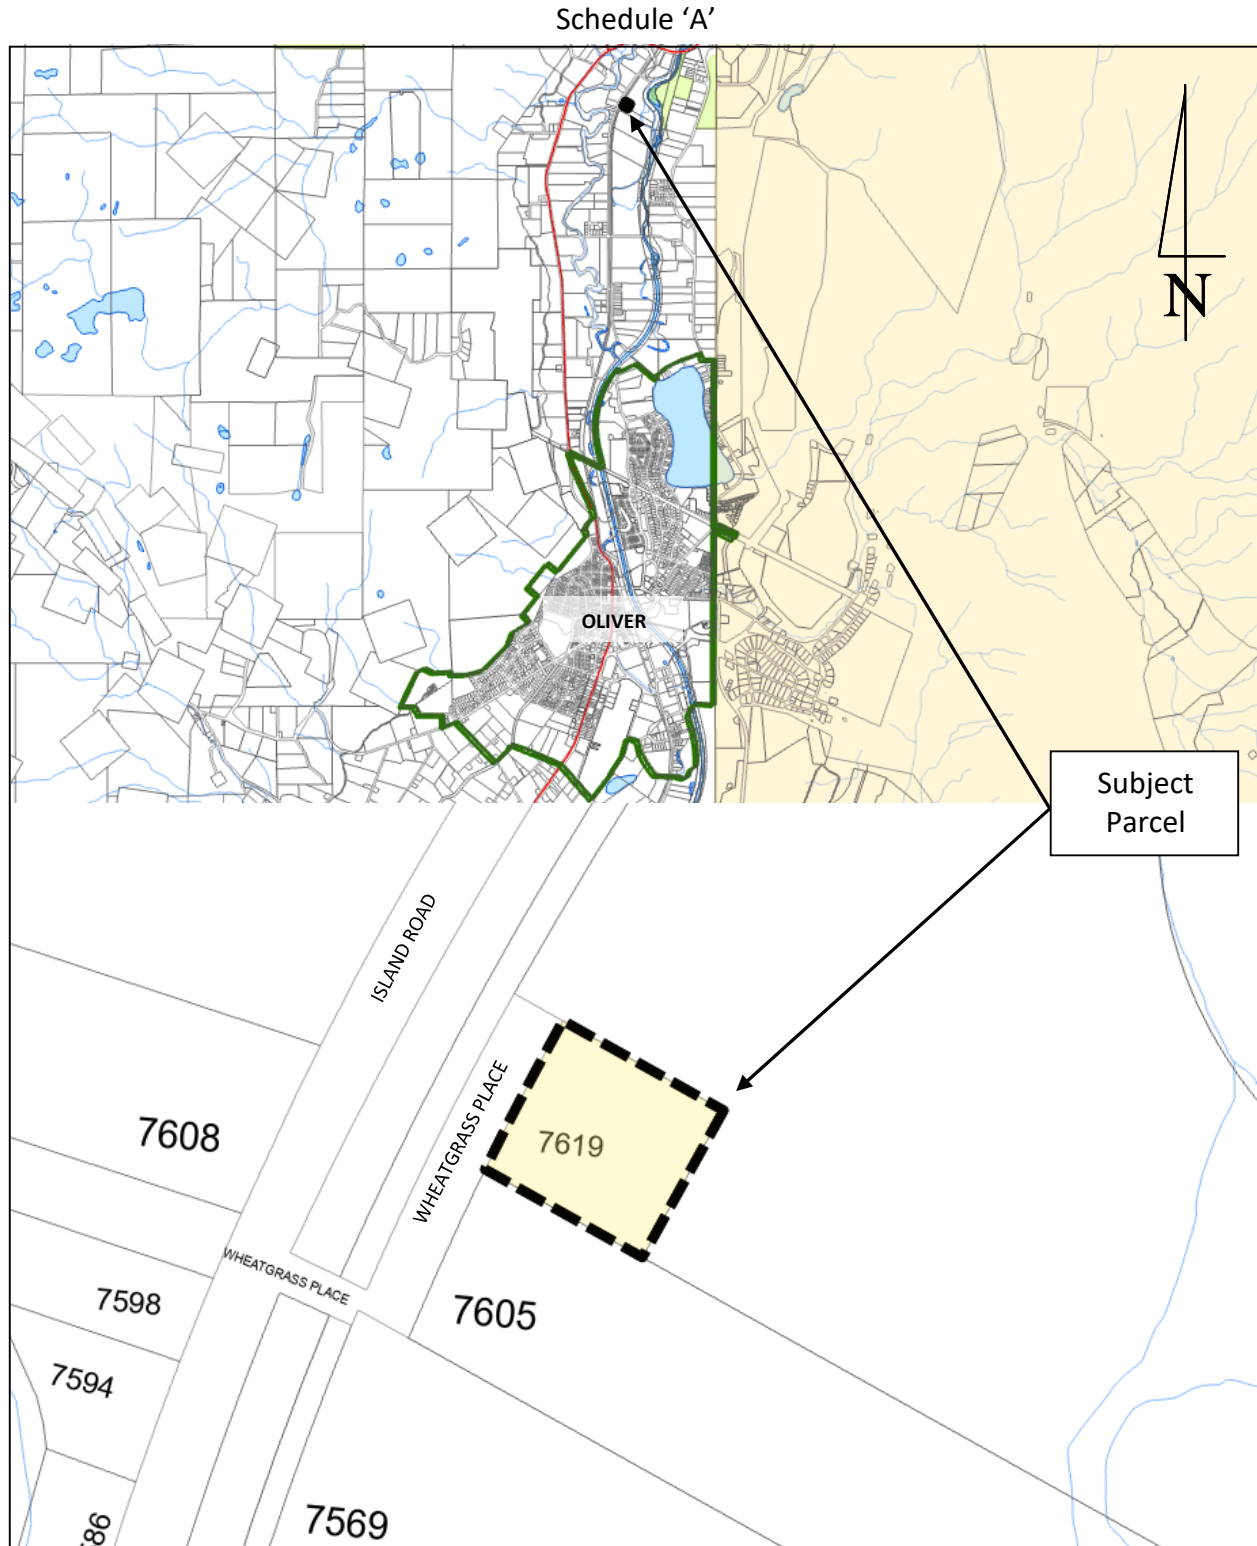 Schedule ‘A’
N
OLIVER
Subject
Parcel
ISLAND ROAD
WHEATGRASS PLACE
7608
7619
WHEATGRASS PLACE
7598
7605
7594
7569